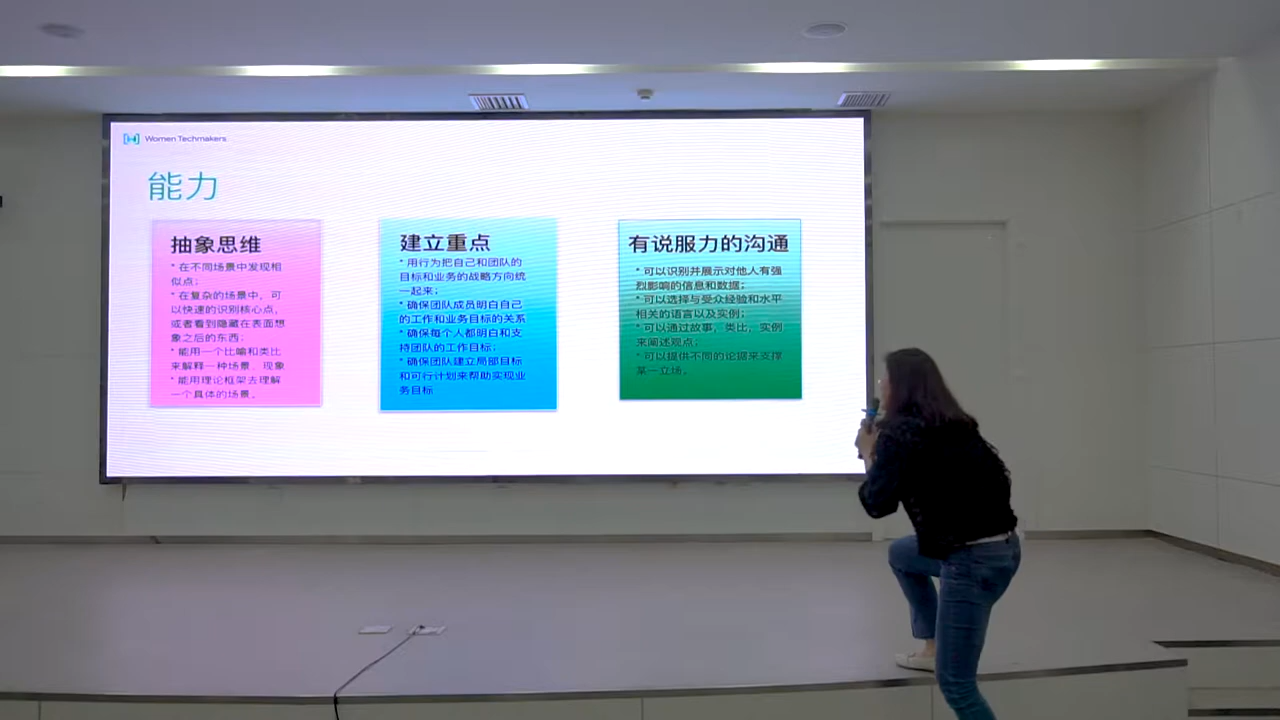 Women Techmakers
能力
抽象思维
* 在不同场景中发现相
似点；
* 在复杂的场景中，可
以快速的识别核心点，
或者看到隐藏在表面想
象之后的东西；
* 能用一个比喻和类比
来解释一种场景、现象
* 能用理论框架去理解
一个具体的场景。
建立重点
* 用行为把自己和团队的
目标和业务的战略方向统
一起来；
* 确保团队成员明白自己
的工作和业务目标的关系
* 确保每个人都明白和支
持团队的工作目标；
* 确保团队建立局部目标
和可行计划来帮助实现业
务目标
有说服力的沟通
* 可以识别并展示对他人有强
烈影响的信息和数据；
* 可以选择与受众经验和水平
相关的语言以及实例；
* 可以通过故事，类比，实例
来阐述观点；
* 可以提供不同的论据来支撑
某一立场。